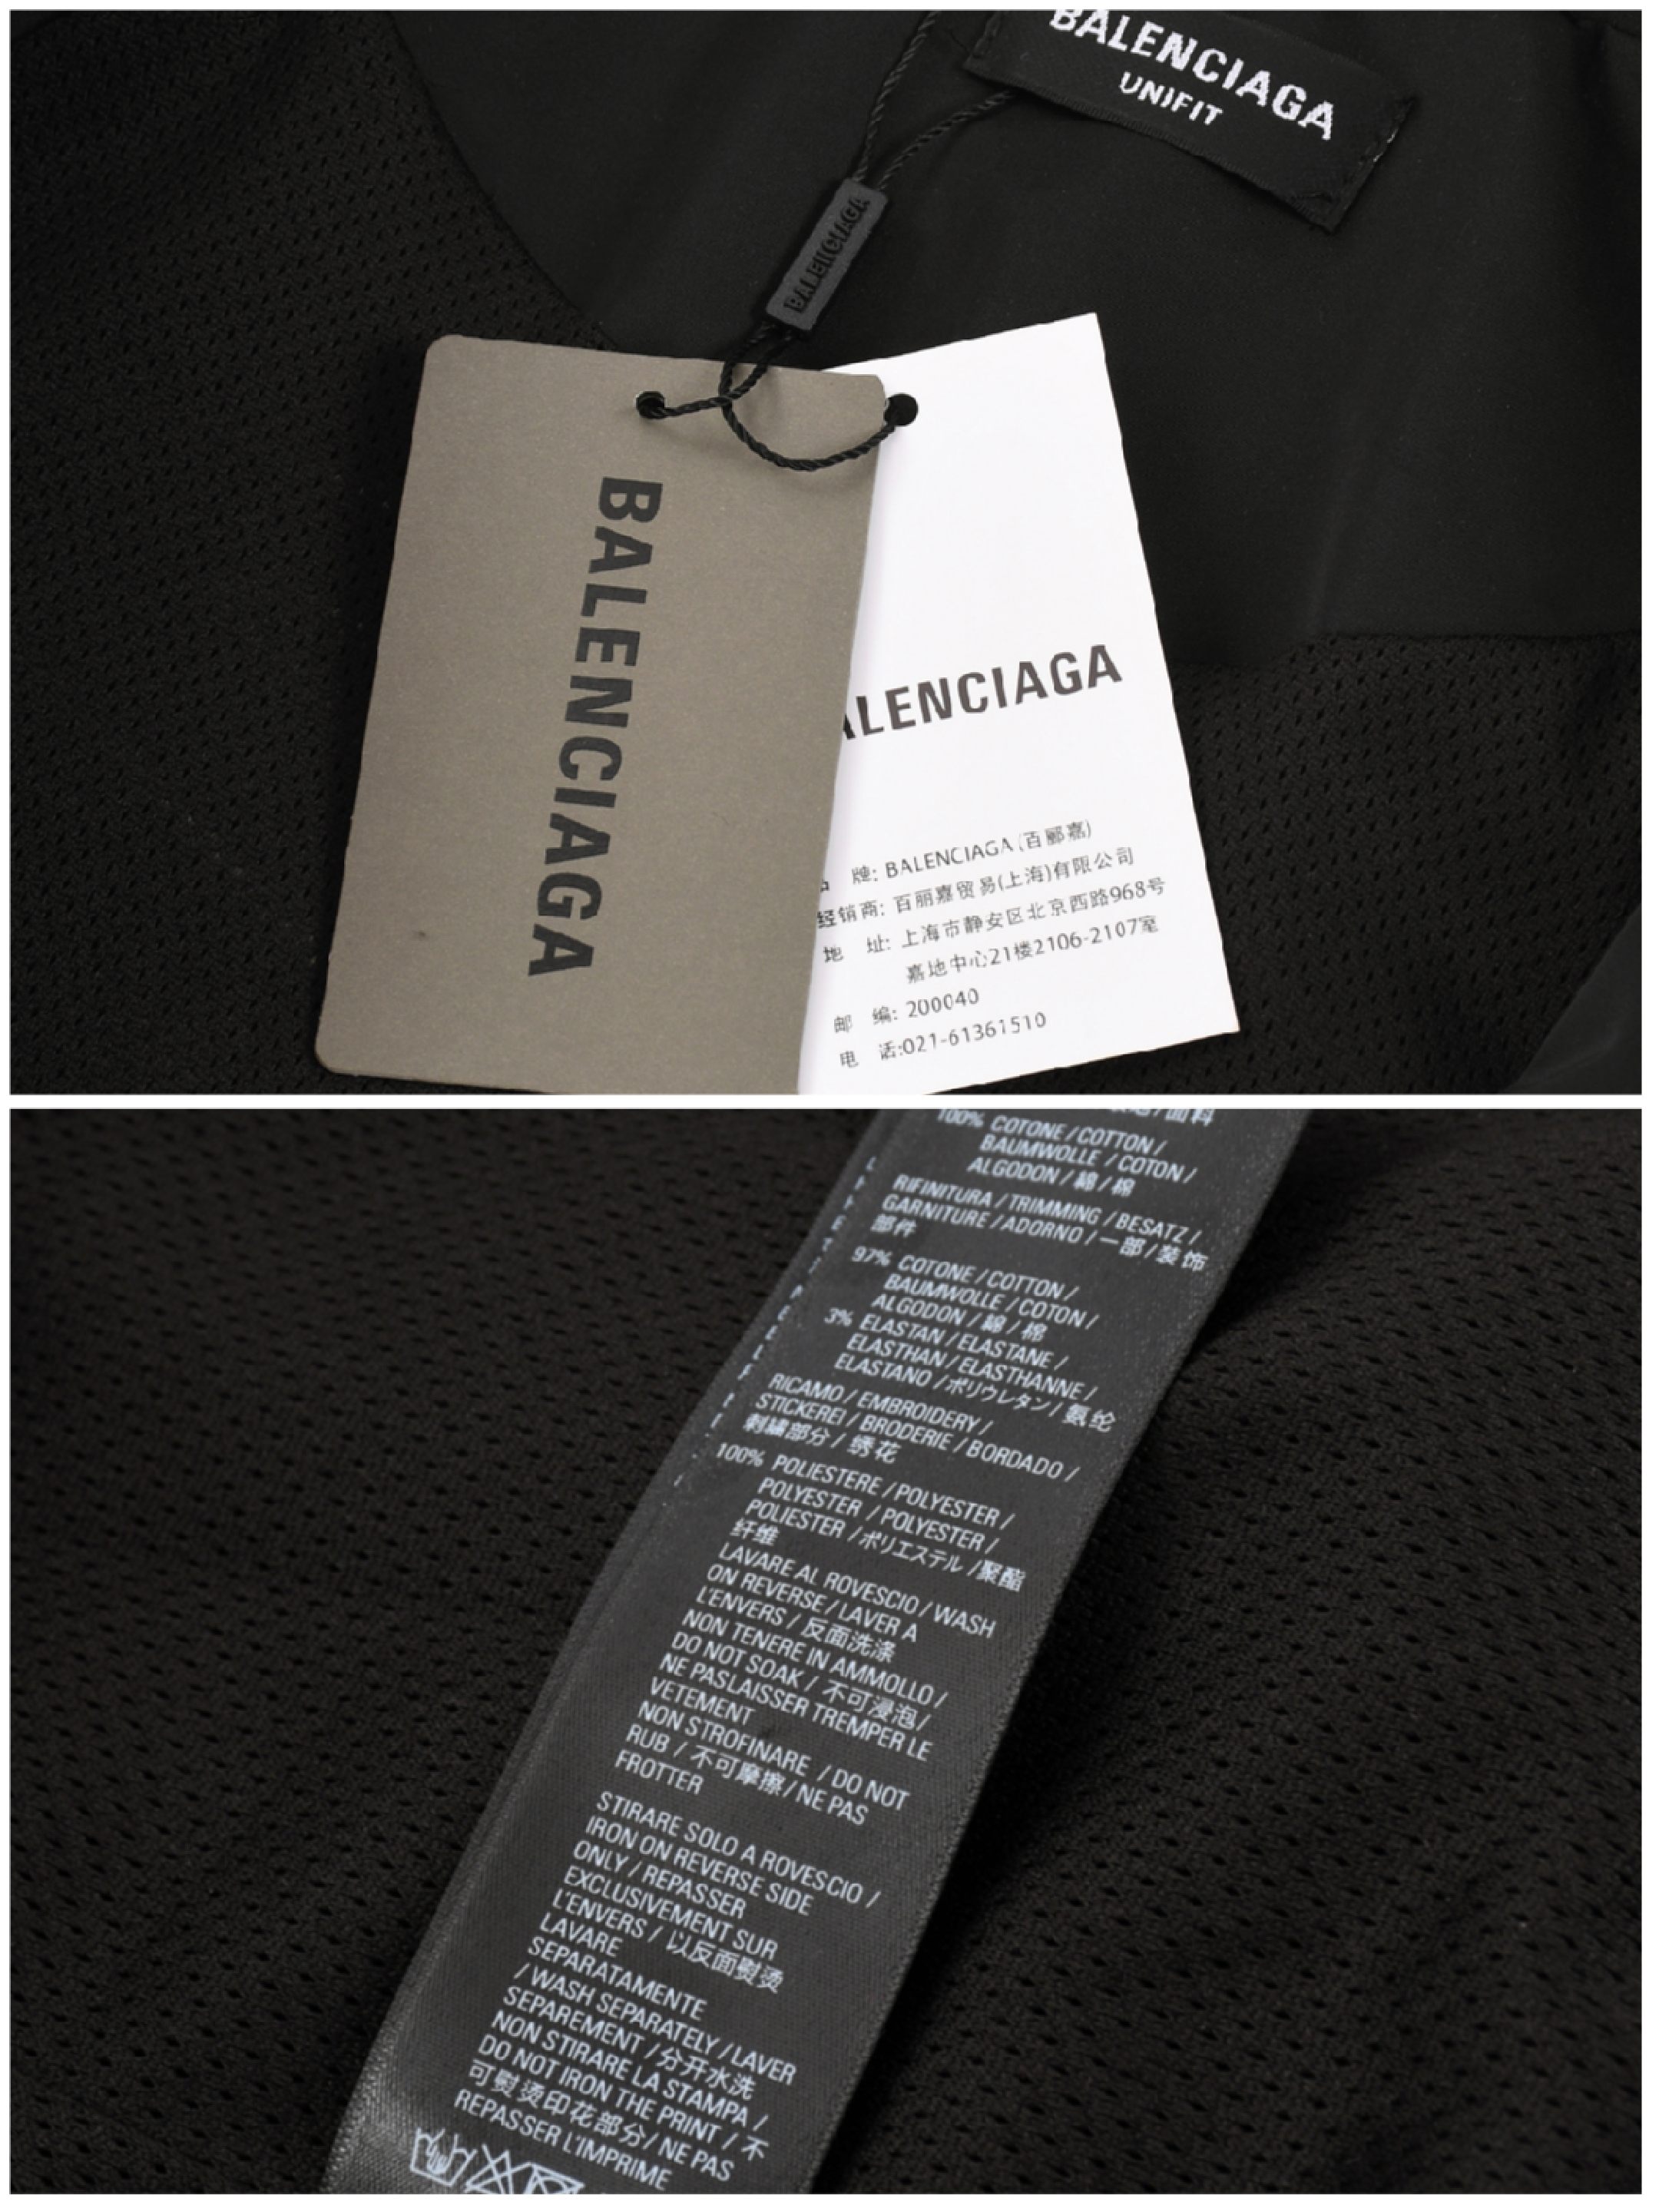 BALENCIAGA
UNIFIT
BALENCIAGA
BALENCIAGA
ALENCIAGA
牌: BALENCIAGA (百郦嘉)
经销商: 百丽嘉贸易(上海)有限公司
地 址: 上海市静安区北京西路968号
嘉地中心21楼2106-2107室
邮 编: 200040
电 话:021-61361510
/面料
100% COTONE / COTTON /
BAUMWOLLE / COTON /
ALGODON / 綿 / 棉
RIFINITURA / TRIMMING / BESATZ /
GARNITURE / ADORNO / 一部 / 装饰
部件
97% COTONE / COTTON /
BAUMWOLLE / COTON /
ALGODON / 綿 / 棉
3% ELASTAN / ELASTANE /
ELASTHAN / ELASTHANNE /
ELASTANO / ポリウレタン / 氨纶
RICAMO / EMBROIDERY /
STICKEREI / BRODERIE / BORDADO /
刺繍部分 / 绣花
100% POLIESTERE / POLYESTER /
POLYESTER / POLYESTER /
POLIESTER / ポリエステル / 聚酯
纤维
LAVARE AL ROVESCIO / WASH
ON REVERSE / LAVER A
L'ENVERS / 反面洗涤
NON TENERE IN AMMOLLO /
DO NOT SOAK / 不可浸泡 /
NE PASLAISSER TREMPER LE
VETEMENT
NON STROFINARE / DO NOT
RUB / 不可摩擦 / NE PAS
FROTTER
STIRARE SOLO A ROVESCIO /
IRON ON REVERSE SIDE
ONLY / REPASSER
EXCLUSIVEMENT SUR
L'ENVERS / 以反面熨烫
LAVARE
SEPARATAMENTE
/ WASH SEPARATELY / LAVER
SEPAREMENT / 分开水洗
NON STIRARE LA STAMPA /
DO NOT IRON THE PRINT / 不
可熨烫印花部分 / NE PAS
REPASSER L'IMPRIME